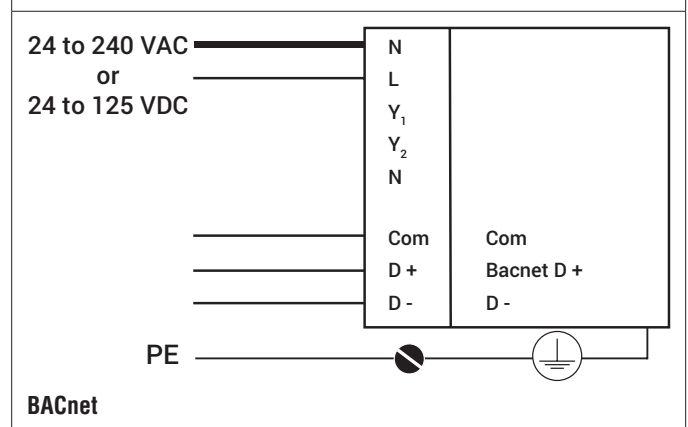 24 to 240 VAC
or
24 to 125 VDC
N
L
Y1
Y2
N
Com Com
D + Bacnet D +
D - D -
PE
BACnet